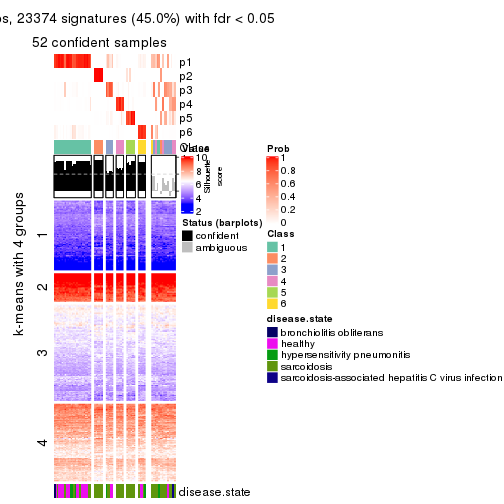 os, 23374 signatures (45.0%) with fdr < 0.05
52 confident samples
p1
p2
p3
p4
p5
p6
Class
Value
10
8
6
4
2
Silhouette
score
Prob
1
0.8
0.6
0.4
0.2
0
Status (barplots)
confident
ambiguous
Class
1
2
3
4
5
6
disease.state
bronchiolitis obliterans
healthy
hypersensitivity pneumonitis
sarcoidosis
sarcoidosis-associated hepatitis C virus infection
k-means with 4 groups
1
2
3
4
disease.state